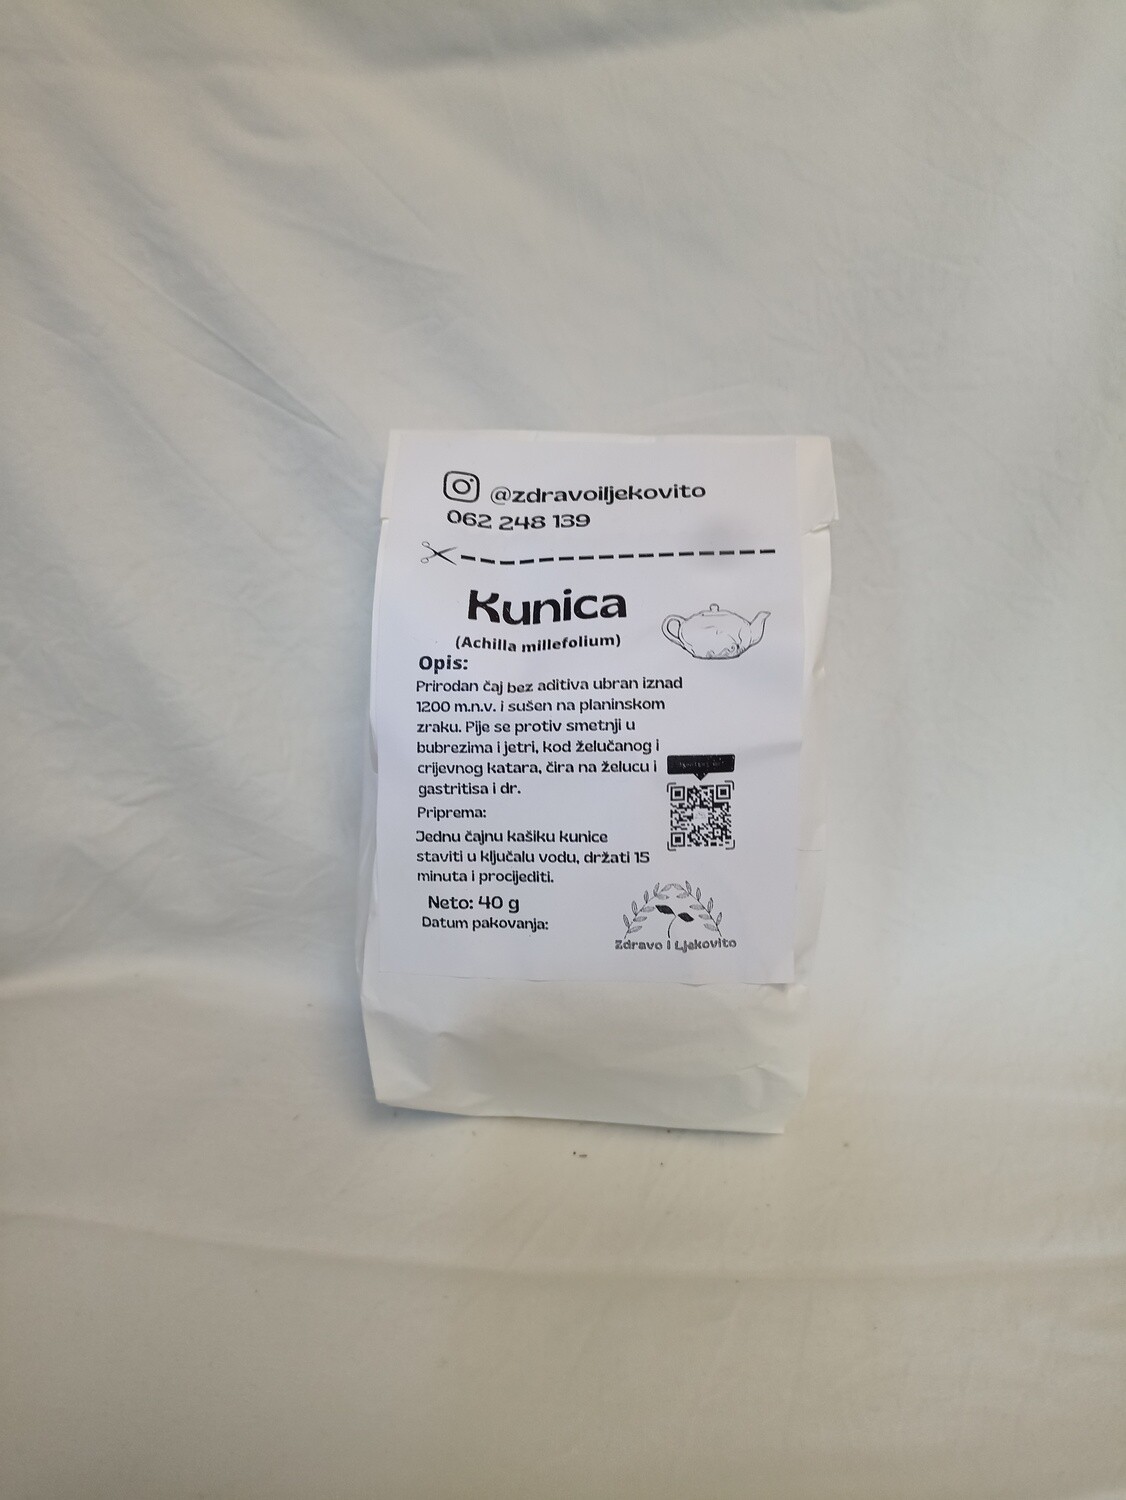 @zdravoiljekovito
062 248 139
Kunica
(Achilla millefolium)
Opis:
Prirodan čaj bez aditiva ubran iznad
1200 m.n.v. i sušen na planinskom
zraku. Pije se protiv smetnji u
bubrezima i jetri, kod želučanog i
crijevnog katara, čira na želucu i
gastritisa i dr.
Priprema:
Jednu čajnu kašiku kunice
staviti u ključalu vodu, držati 15
minuta i procijediti.
Neto: 40 g
Datum pakovanja:
Zdravo i Ljekovito